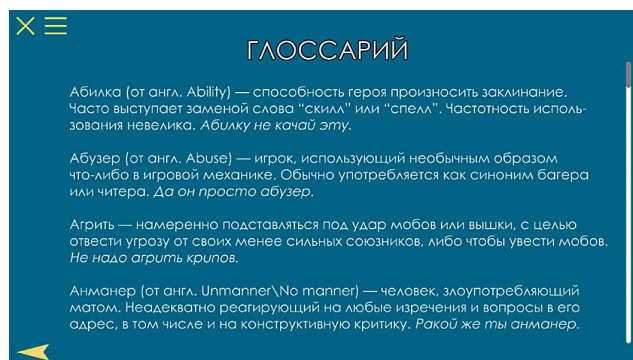 ГЛОССАРИЙ
Абилка (от англ. Ability) — способность героя произносить заклинание.
Часто выступает заменой слова “скилл” или “спелл”. Частотность исполь-
зования невелика. Абилку не качай эту.
Абузер (от англ. Abuse) — игрок, использующий необычным образом
что-либо в игровой механике. Обычно употребляется как синоним багера
или читера. Да он просто абузер.
Агрить — намеренно подставляться под удар мобов или вышки, с целью
отвести угрозу от своих менее сильных союзников, либо чтобы увести мобов.
Не надо агрить крипов.
Анманер (от англ. Unmanner\No manner) — человек, злоупотребляющий
матом. Неадекватно реагирующий на любые изречения и вопросы в его
адрес, в том числе и на конструктивную критику. Ракой же ты анманер.